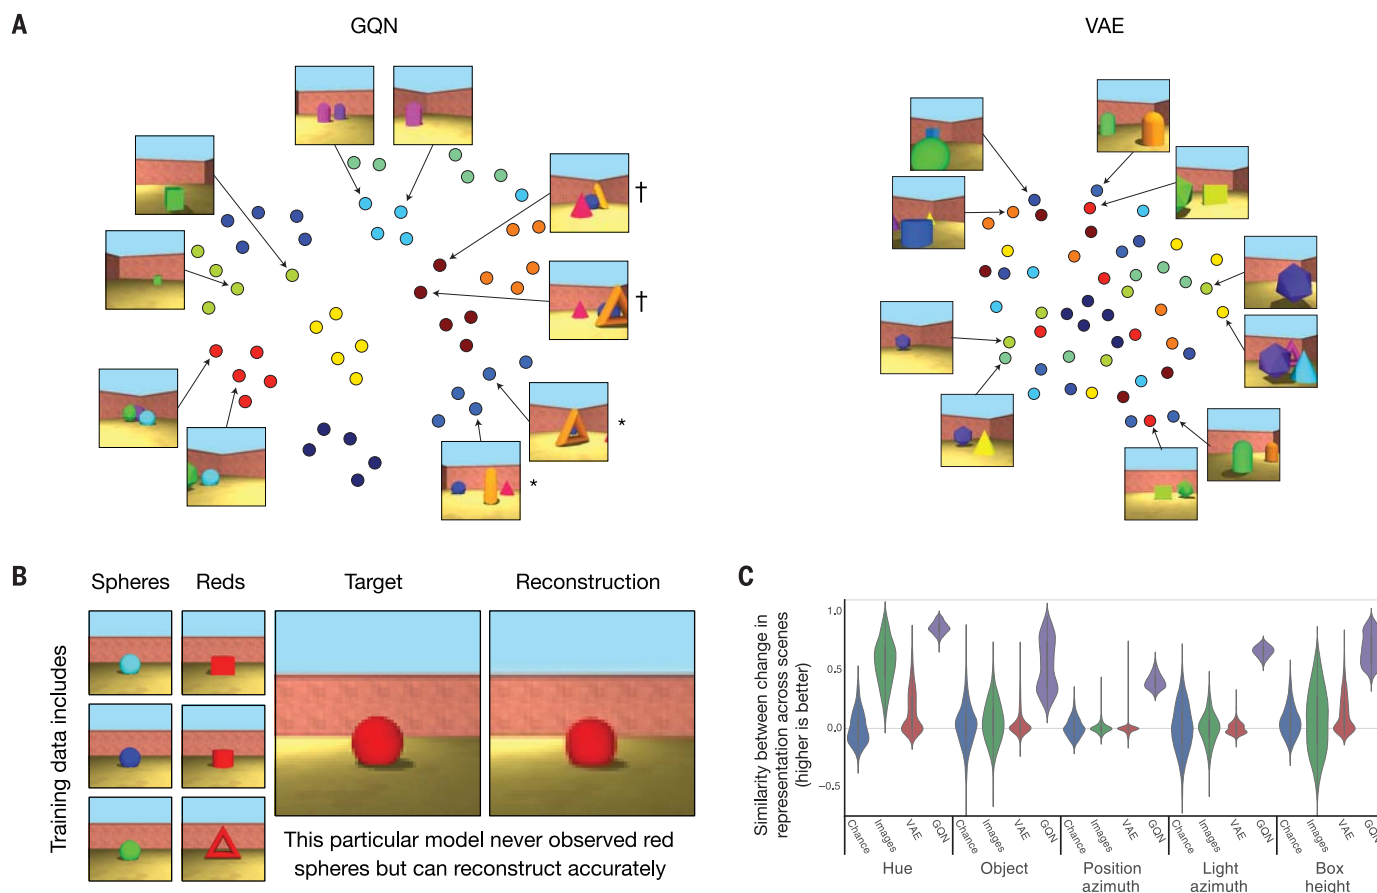 A
GQN
VAE
†
†
*
*
B
Spheres
Reds
Target
Reconstruction
Training data includes
This particular model never observed red
spheres but can reconstruct accurately
C
Similarity between change in
representation across scenes
(higher is better)
1.0
0.5
0.0
−0.5
Chance
Images
VAE
GQN
Chance
Images
VAE
GQN
Chance
Images
VAE
GQN
Chance
Images
VAE
GQN
Chance
Images
VAE
GQN
Hue
Object
Position
azimuth
Light
azimuth
Box
height